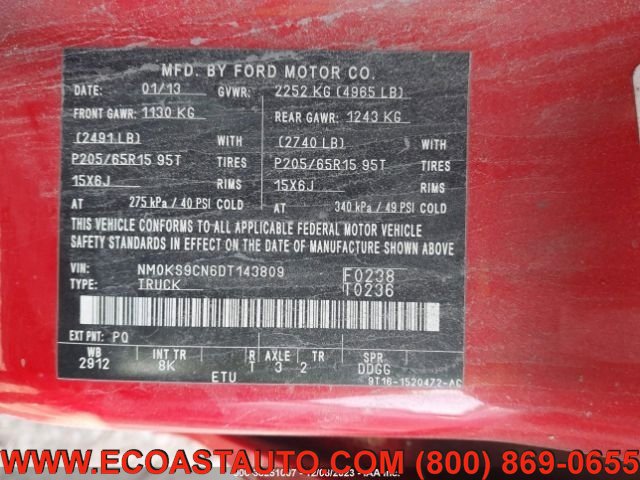 MFD. BY FORD MOTOR CO.
DATE: 01/13 GVWR: 2252 KG (4965 LB)
FRONT GAWR: 1130 KG REAR GAWR: 1243 KG
(2491 LB) WITH (2740 LB) WITH
P205/65R15 95T TIRES P205/65R15 95T TIRES
15X6J RIMS 15X6J RIMS
AT 275 kPa / 40 PSI COLD AT 340 kPa / 49 PSI COLD
THIS VEHICLE CONFORMS TO ALL APPLICABLE FEDERAL MOTOR VEHICLE
SAFETY STANDARDS IN EFFECT ON THE DATE OF MANUFACTURE SHOWN ABOVE.
VIN: NM0KS9CN6DT143809 F0238
TYPE: TRUCK T0236
EXT PNT: PQ
WB INT TR R AXLE TR SPR
2912 8K T 3 2 DDGG
ETU 9T16-1520472-AC
WWW.ECOASTAUTO.COM (800) 869-0655
12/08/2023 - IAA Inc.